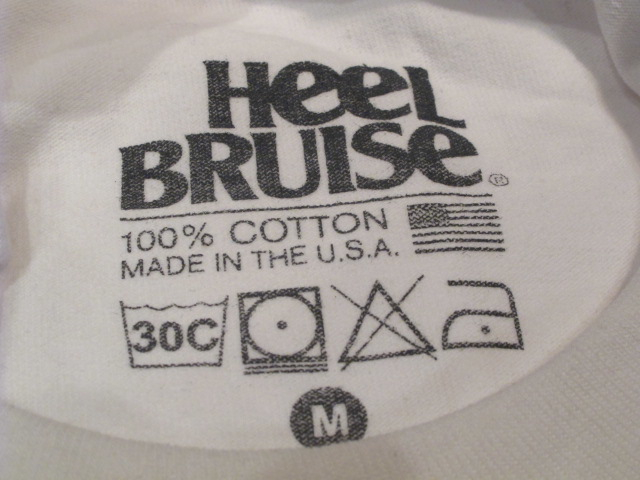 HeeL
BRUISe ®
100% COTTON
MADE IN THE U.S.A.
30C
M